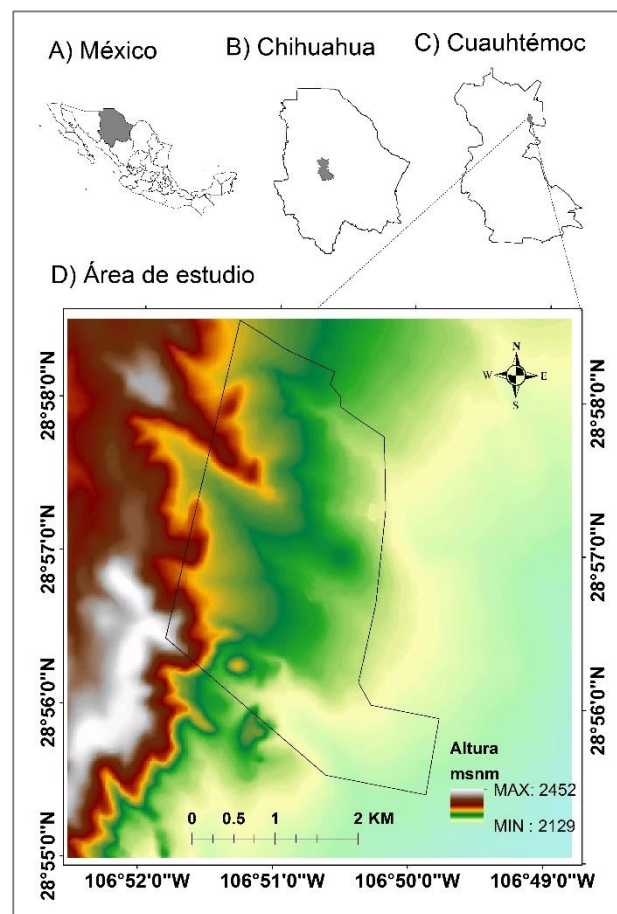 A) México
B) Chihuahua
C) Cuauhtémoc
D) Área de estudio
N
W E
S
28°58'0"N
28°58'0"N
28°57'0"N
28°57'0"N
28°56'0"N
28°56'0"N
28°55'0"N
Altura
msnm
MAX: 2452
MIN : 2129
0 0.5 1 2 KM
106°52'0"W 106°51'0"W 106°50'0"W 106°49'0"W